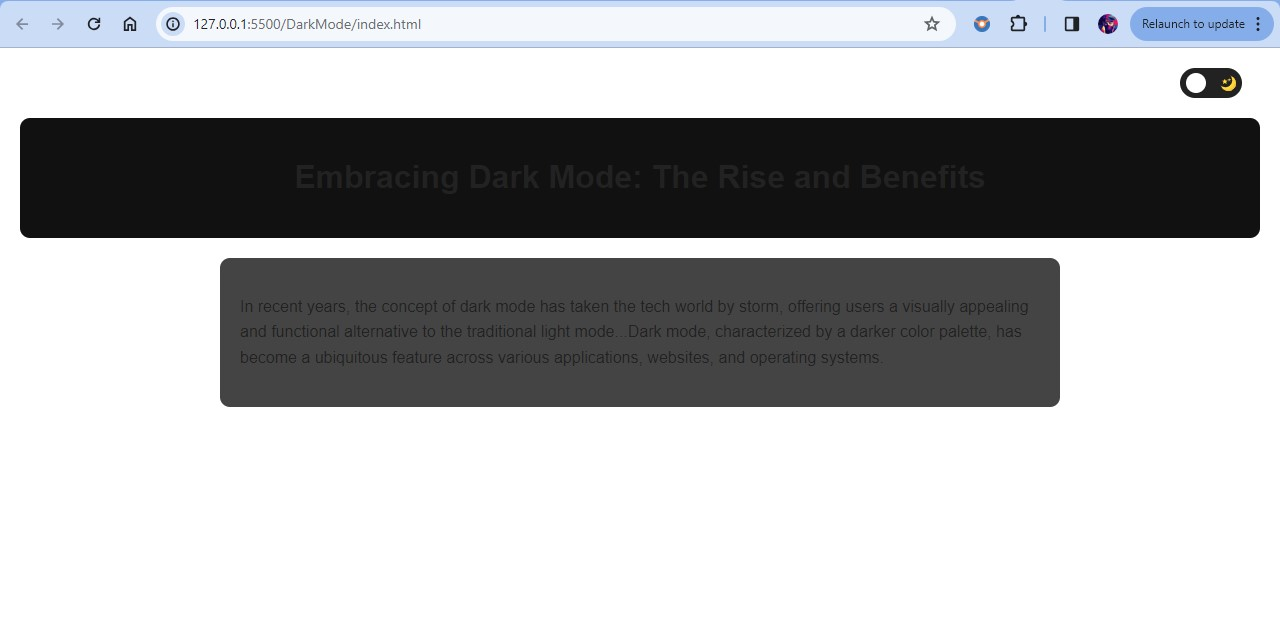 127.0.0.1:5500/DarkMode/index.html
Relaunch to update
Embracing Dark Mode: The Rise and Benefits
In recent years, the concept of dark mode has taken the tech world by storm, offering users a visually appealing
and functional alternative to the traditional light mode...Dark mode, characterized by a darker color palette, has
become a ubiquitous feature across various applications, websites, and operating systems.